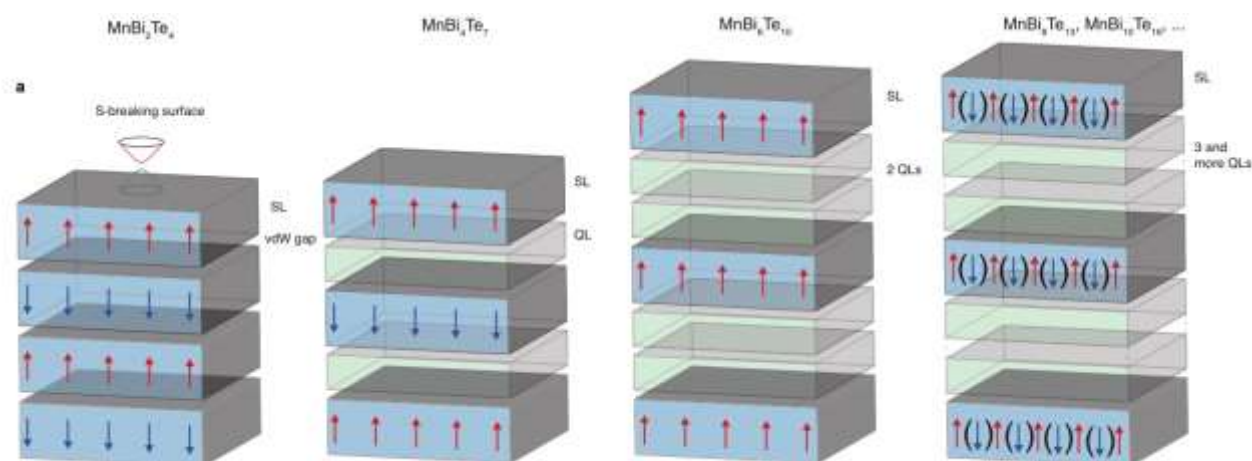 MnBi₂Te₄
MnBi₄Te₇
MnBi₆Te₁₀
MnBi₈Te₁₃, MnBi₁₀Te₁₆, ...
a
S-breaking surface
SL
vdW gap
SL
QL
SL
2 QLs
SL
3 and
more QLs